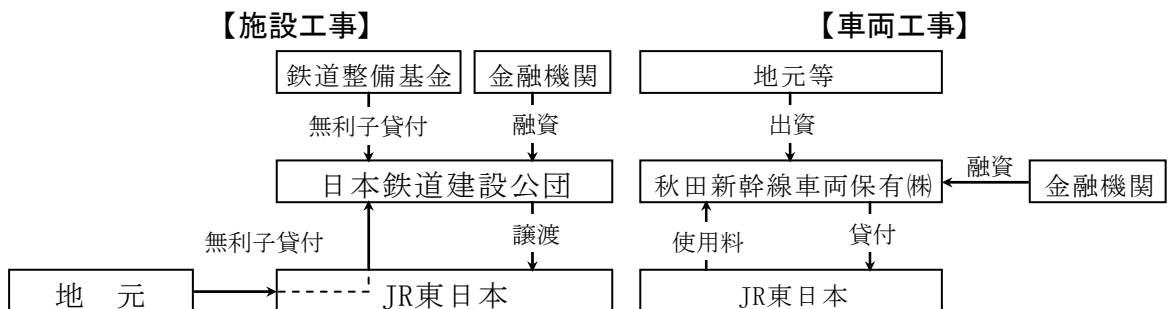 【施設工事】 【車両工事】
鉄道整備基金 金融機関 地元等
無利子貸付 融資 出資
日本鉄道建設公団 秋田新幹線車両保有㈱ 融資 金融機関
無利子貸付 譲渡 使用料 貸付
地 元 JR東日本 JR東日本